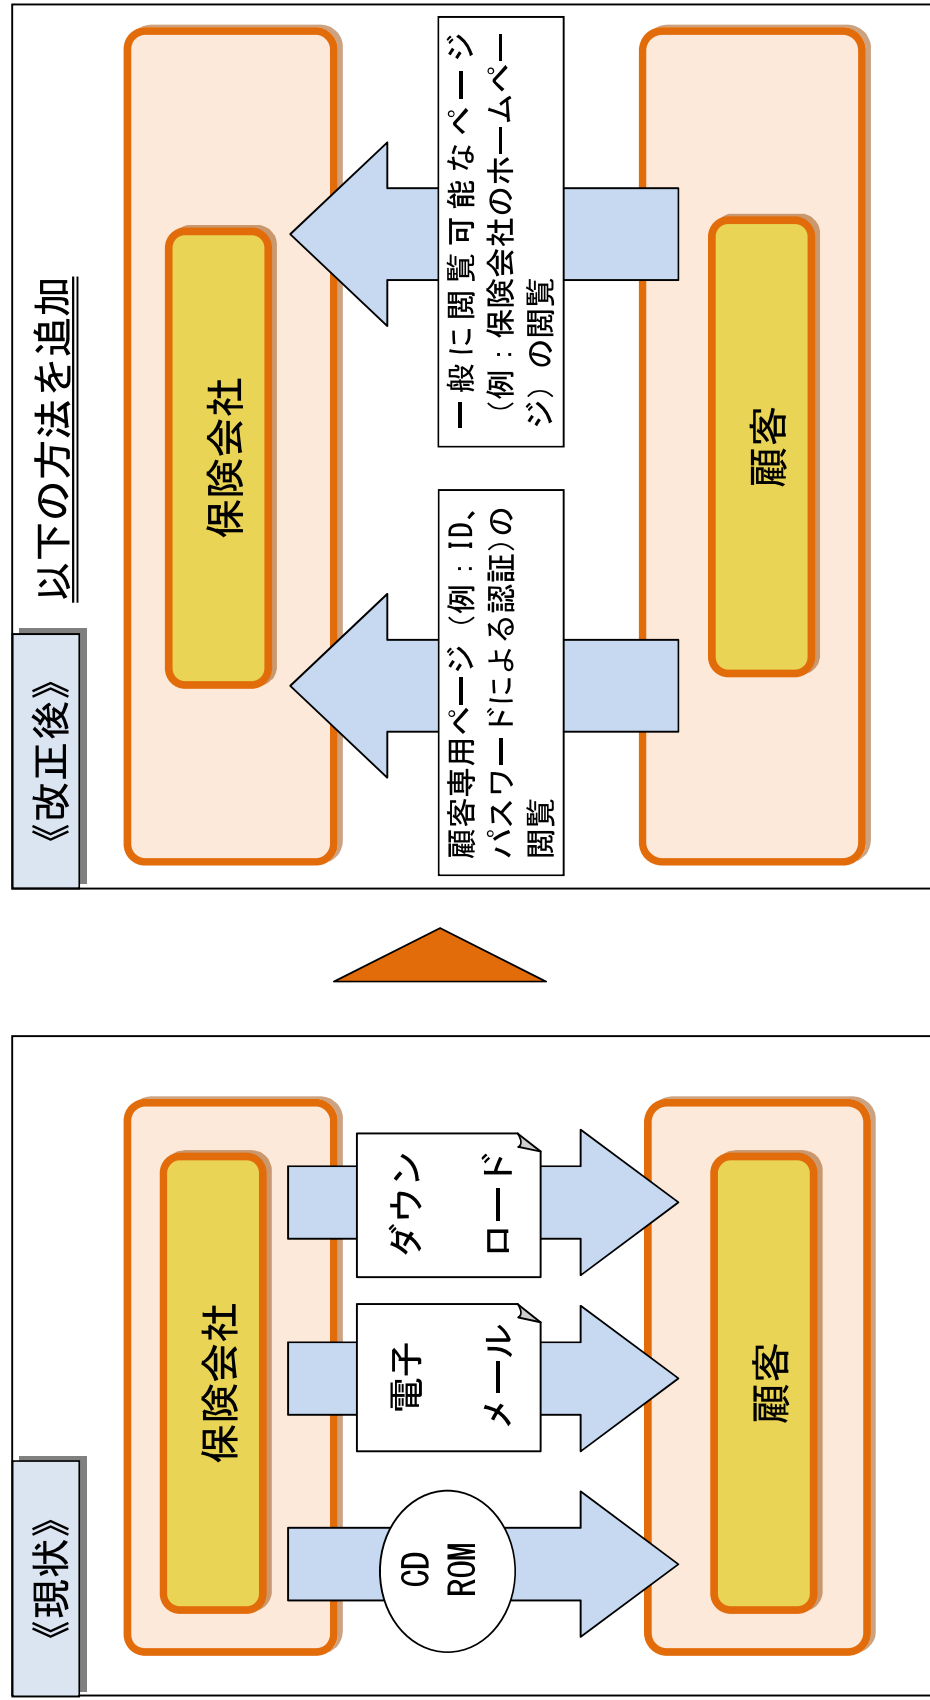 《現状》
保険会社
CD
ROM
電子
メール
ダウン
ロード
顧客
《改正後》
以下の方法を追加
保険会社
顧客専用ページ（例：ID、
パスワードによる認証）の
閲覧
一般に閲覧可能なページ
（例：保険会社のホームペー
ジ）の閲覧
顧客